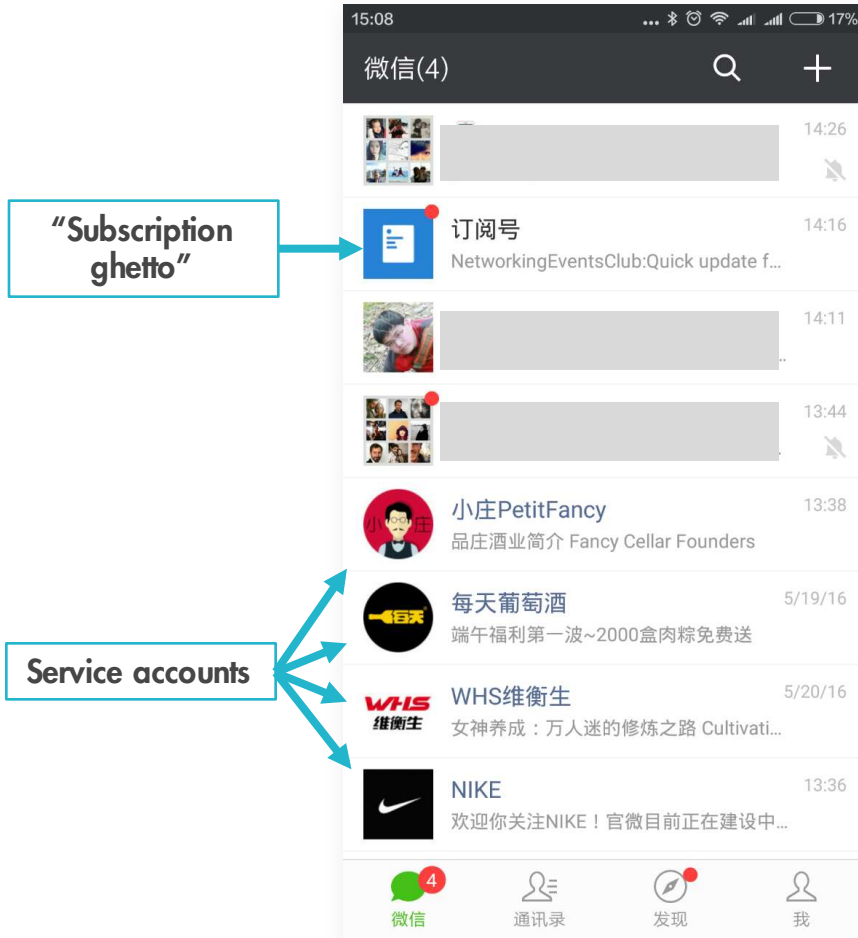 15:08
17%
微信(4)
14:26
“Subscription
ghetto”
订阅号
14:16
NetworkingEventsClub:Quick update f...
14:11
13:44
小庄
小庄PetitFancy
13:38
品庄酒业简介 Fancy Cellar Founders
每天
每天葡萄酒
5/19/16
端午福利第一波~2000盒肉粽免费送
Service accounts
WHS
维衡生
WHS维衡生
5/20/16
女神养成：万人迷的修炼之路 Cultivati...
NIKE
13:36
欢迎你关注NIKE！官微目前正在建设中...
4
微信
通讯录
发现
我